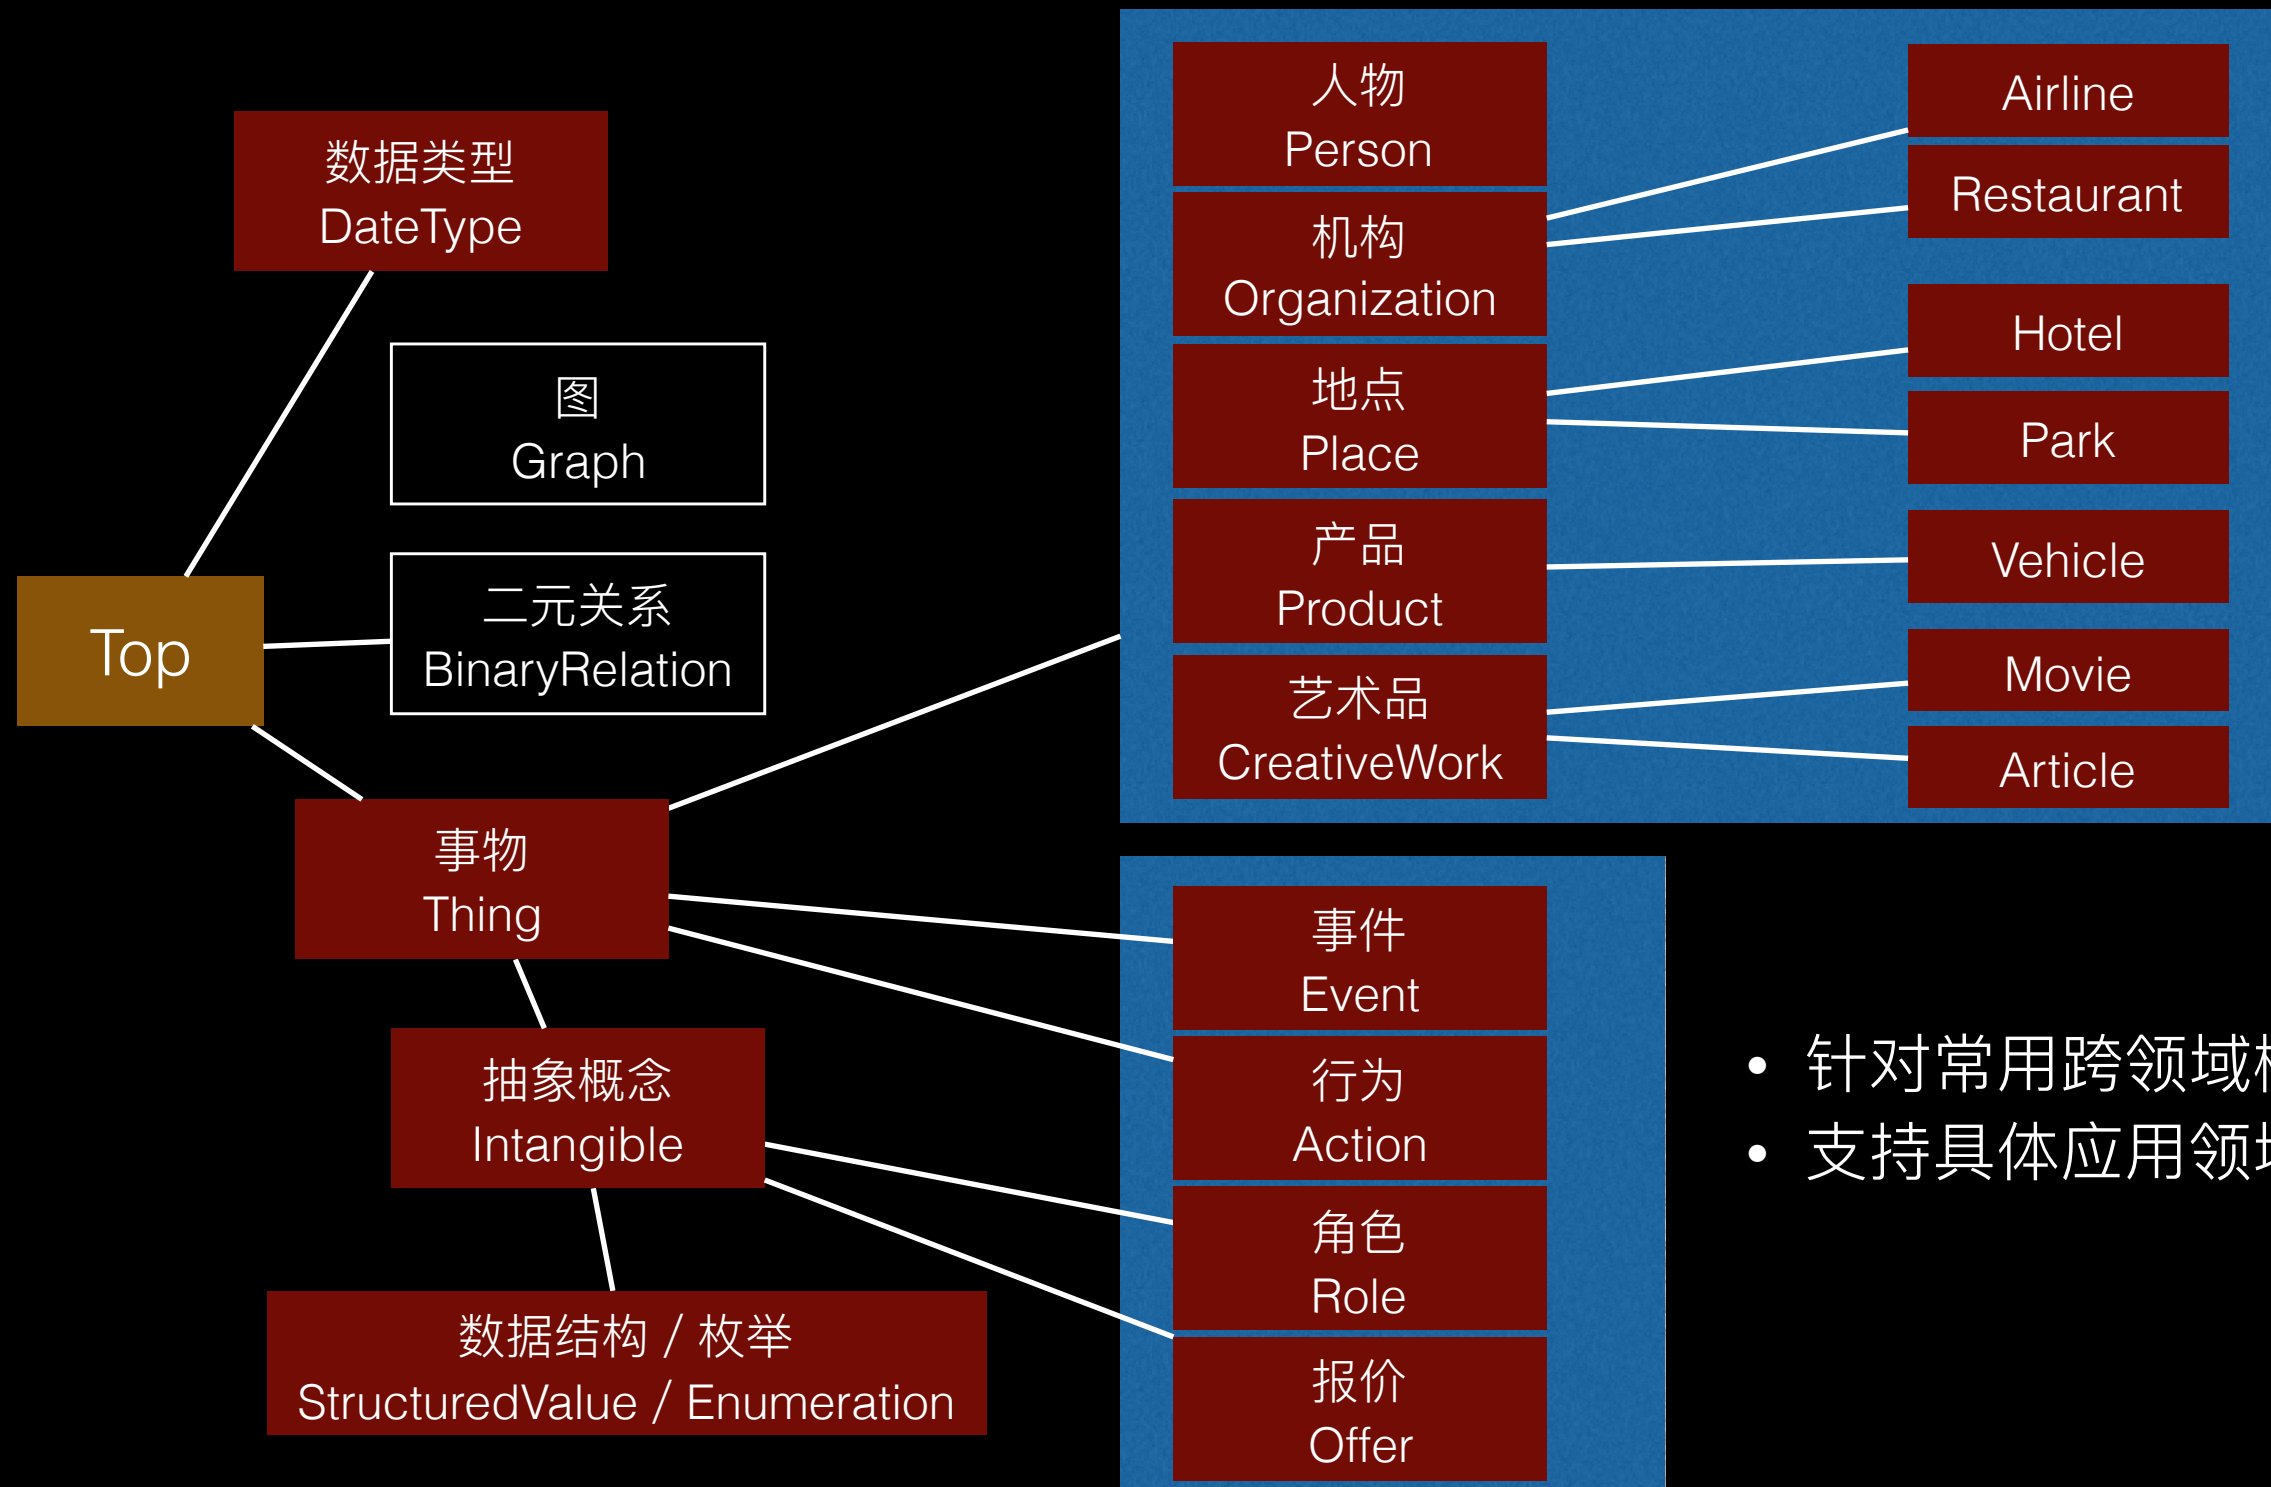 数据类型
DateType
图
Graph
Top
二元关系
BinaryRelation
事物
Thing
抽象概念
Intangible
数据结构 / 枚举
StructuredValue / Enumeration
人物
Person
机构
Organization
地点
Place
产品
Product
艺术品
CreativeWork
Airline
Restaurant
Hotel
Park
Vehicle
Movie
Article
事件
Event
行为
Action
角色
Role
报价
Offer
• 针对常用跨领域
• 支持具体应用领